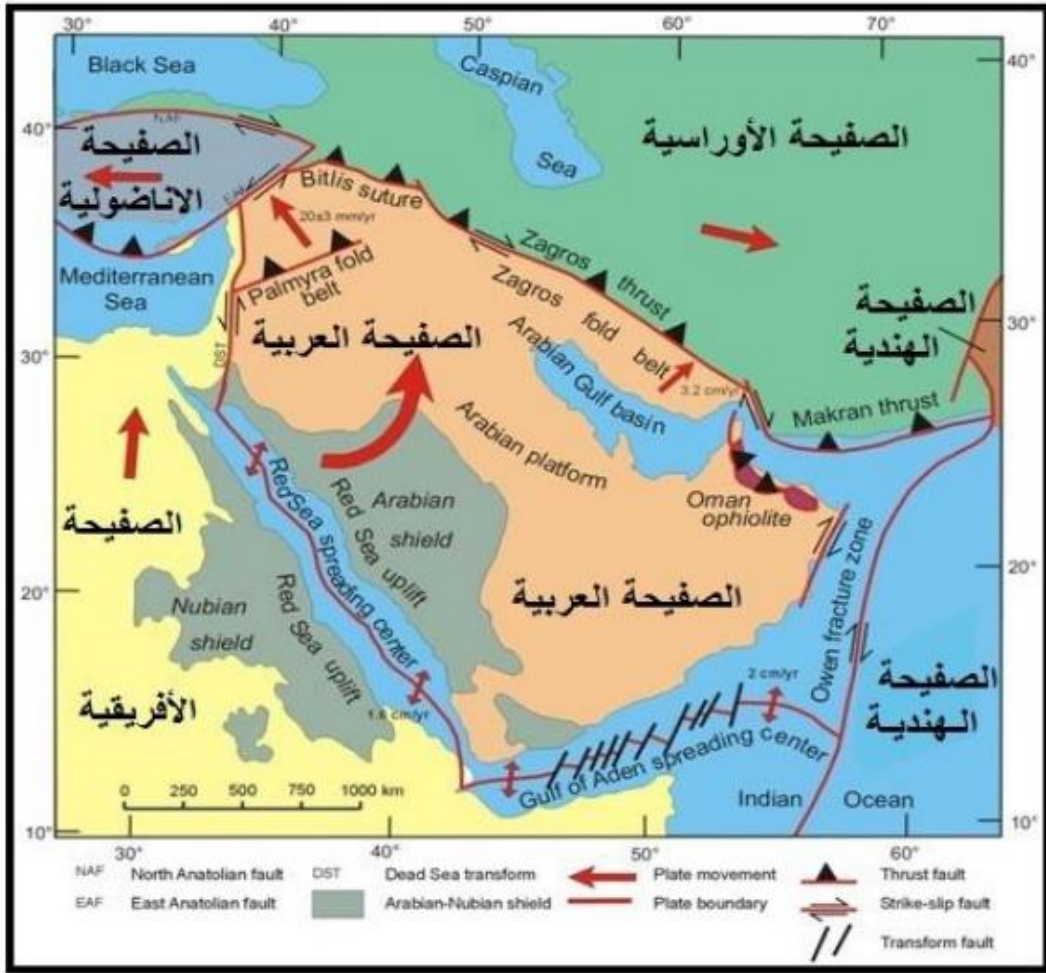 30°
40°
50°
60°
70°
Black Sea
Caspian
Sea
40°
40°
NAF
الصفيحة
الاناضولية
EAF
الصفيحة الأوراسية
Bitlis suture
20±3 mm/yr
Zagros thrust
Mediterranean
Sea
Palmyra fold
belt
Zagros fold belt
الصفيحة
الهندية
30°
30°
DST
الصفيحة العربية
Arabian Gulf basin
3.2 cm/yr
Makran thrust
Arabian platform
الصفيحة
Red Sea spreading center
Red Sea uplift
Arabian
shield
Oman
ophiolite
20°
20°
Nubian
shield
Red Sea uplift
الصفيحة العربية
Owen fracture zone
الأفريقية
1.6 cm/yr
2 cm/yr
الصفيحة
الهندية
Gulf of Aden spreading center
0 250 500 750 1000 km
Indian Ocean
10°
10°
30°
40°
50°
60°
NAF North Anatolian fault
DST Dead Sea transform
Plate movement
Thrust fault
EAF East Anatolian fault
Arabian-Nubian shield
Plate boundary
Strike-slip fault
Transform fault